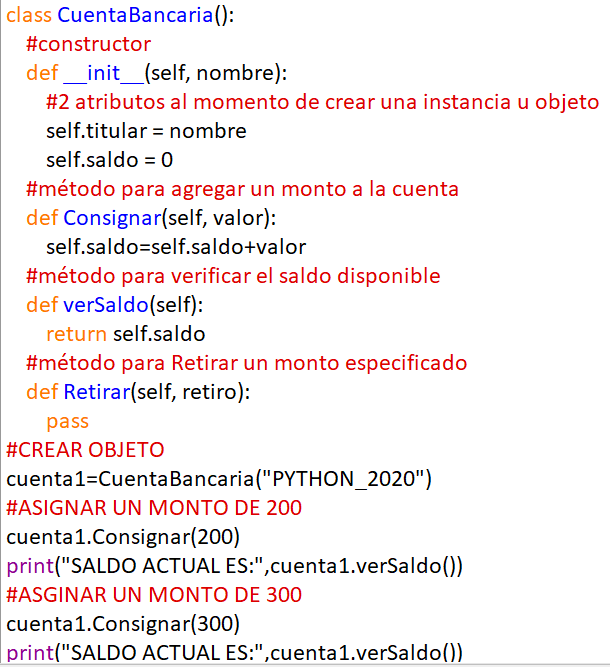 class CuentaBancaria():
    #constructor
    def __init__(self, nombre):
        #2 atributos al momento de crear una instancia u objeto
        self.titular = nombre
        self.saldo = 0
    #método para agregar un monto a la cuenta
    def Consignar(self, valor):
        self.saldo=self.saldo+valor
    #método para verificar el saldo disponible
    def verSaldo(self):
        return self.saldo
    #método para Retirar un monto especificado
    def Retirar(self, retiro):
        pass
#CREAR OBJETO
cuenta1=CuentaBancaria("PYTHON_2020")
#ASIGNAR UN MONTO DE 200
cuenta1.Consignar(200)
print("SALDO ACTUAL ES:",cuenta1.verSaldo())
#ASGINAR UN MONTO DE 300
cuenta1.Consignar(300)
print("SALDO ACTUAL ES:",cuenta1.verSaldo())